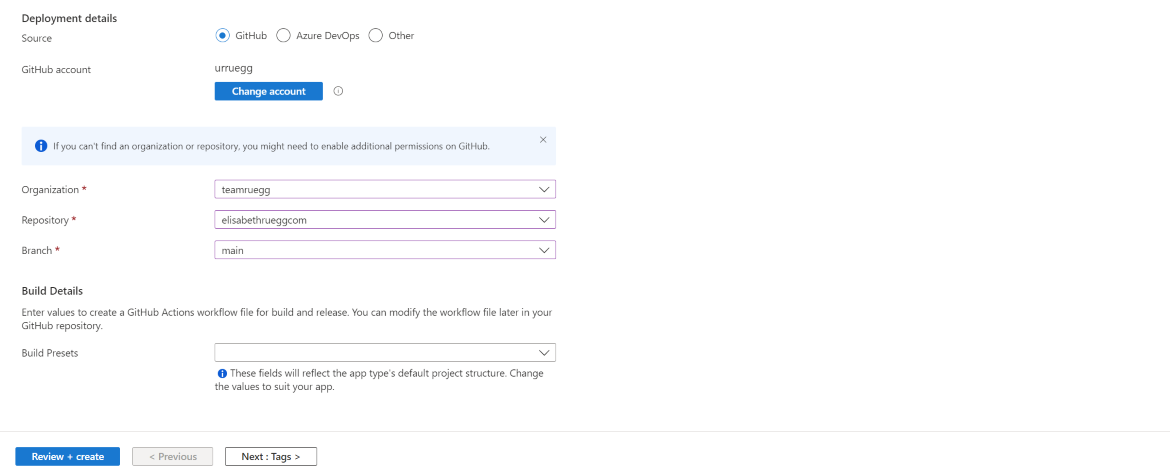 Deployment details
Source
GitHub Azure DevOps Other
GitHub account
urruegg
Change account
If you can't find an organization or repository, you might need to enable additional permissions on GitHub.
Organization *
teamruegg
Repository *
elisabethrueggcom
Branch *
main
Build Details
Enter values to create a GitHub Actions workflow file for build and release. You can modify the workflow file later in your
GitHub repository.
Build Presets
These fields will reflect the app type's default project structure. Change
the values to suit your app.
Review + create < Previous Next : Tags >